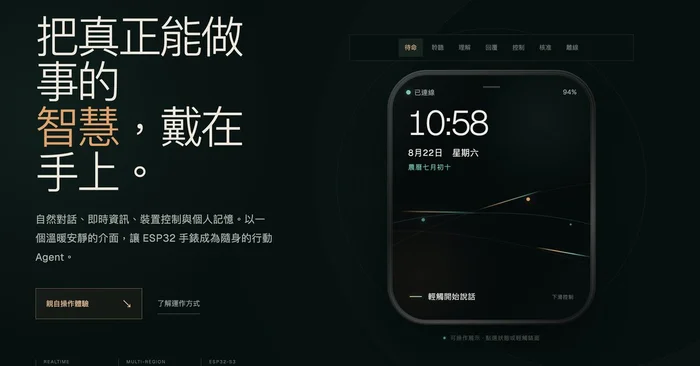 把真正能做
事的
智慧，戴在
手上。
自然對話、即時資訊、裝置控制與個人記憶。以一
個溫暖安靜的介面，讓 ESP32 手錶成為隨身的行動
Agent。
親自操作體驗 ↘
了解運作方式
REALTIME
MULTI-REGION
ESP32-S3
待命 聆聽 理解 回覆 控制 核准 離線
已連線 94%
10:58
8月22日 星期六
農曆七月初十
輕觸開始說話 下滑控制